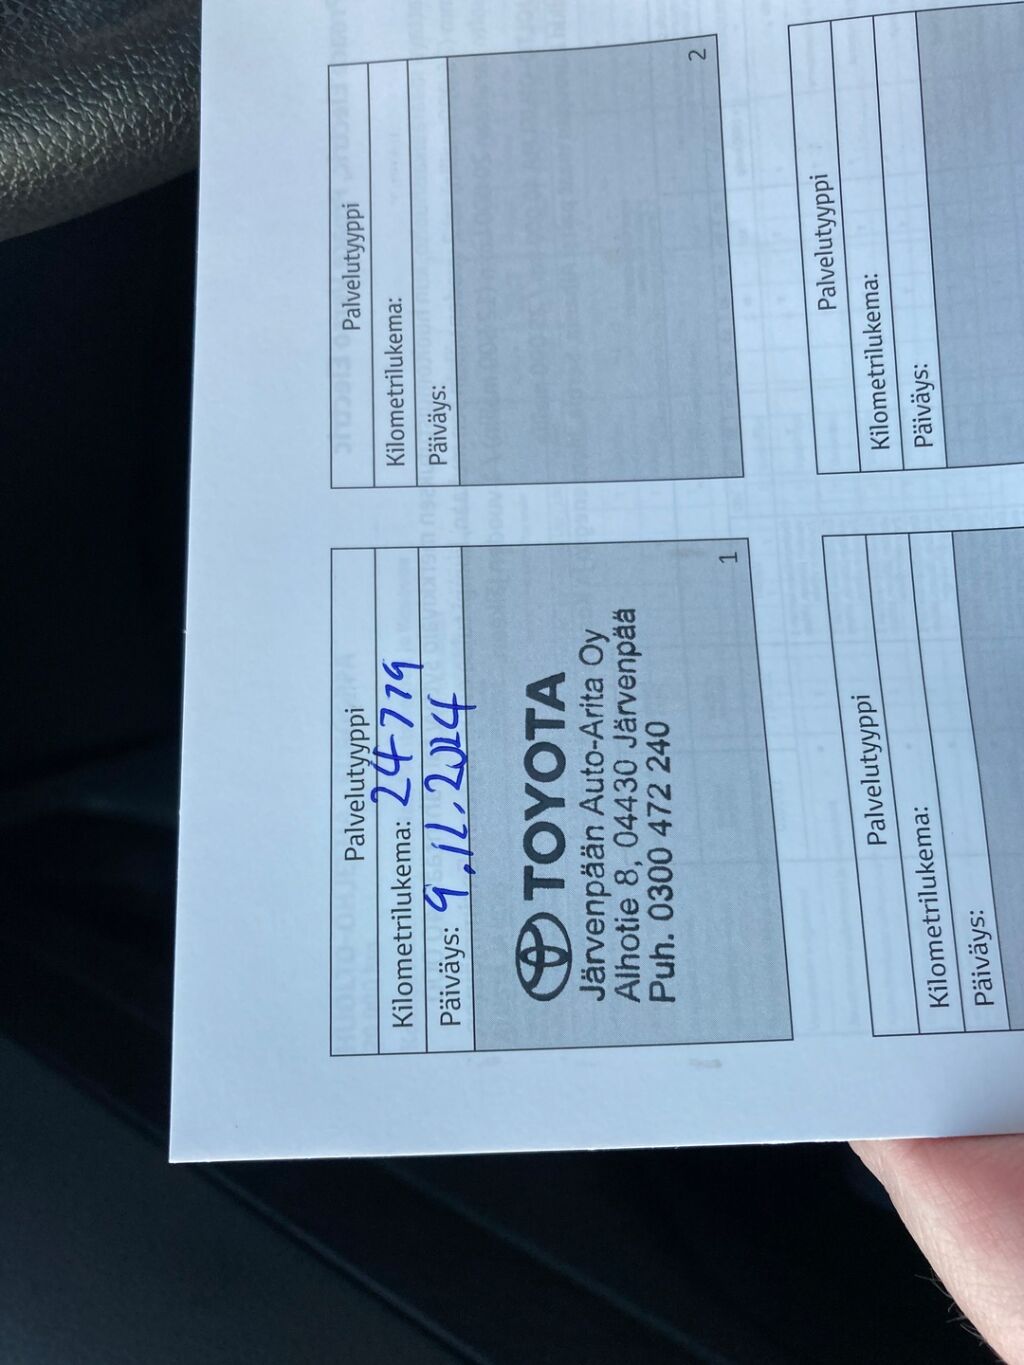 Palvelutyyppi
Kilometrilukema: 24779
Päiväys: 9.12.2024
TOYOTA
Järvenpään Auto-Arita Oy
Alhotie 8, 04430 Järvenpää
Puh. 0300 472 240
1
Palvelutyyppi
Kilometrilukema:
Päiväys:
2
Palvelutyyppi
Kilometrilukema:
Päiväys:
Palvelutyyppi
Kilometrilukema:
Päiväys: